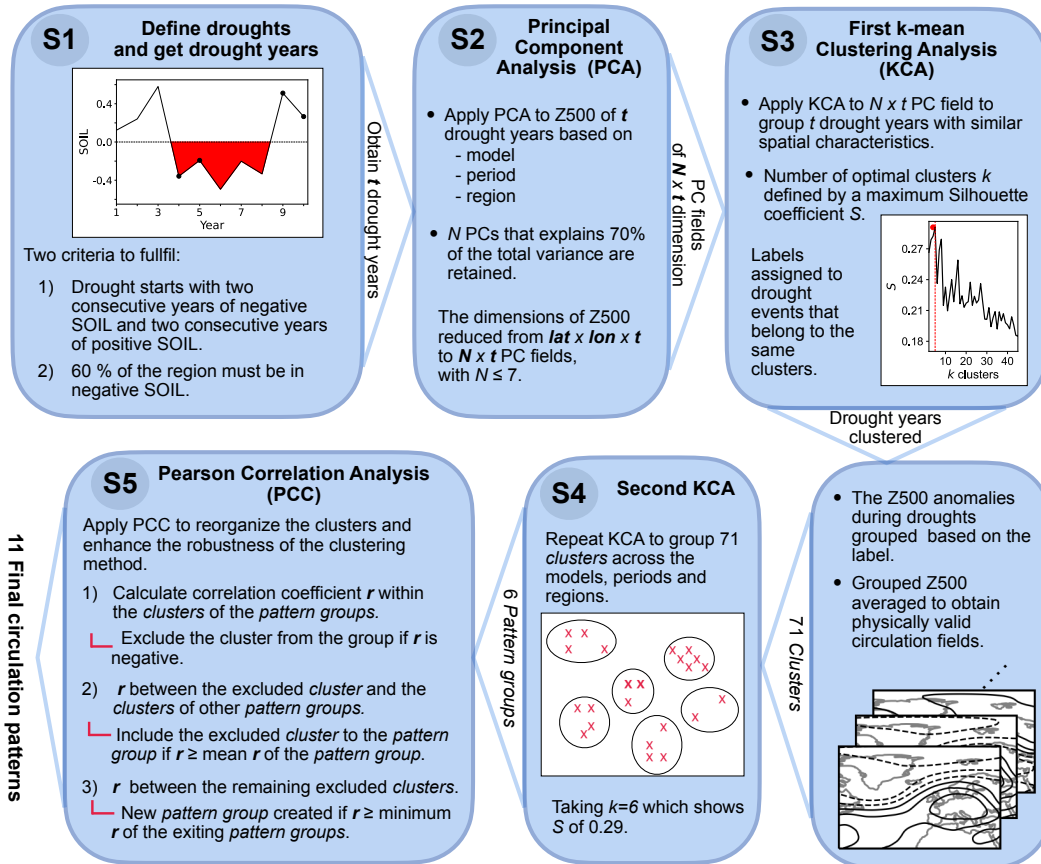 S1
Define droughts
and get drought years
0.4
0.0
-0.4
SOIL
1
3
5
7
9
Year
Two criteria to fullfil:
1) Drought starts with two
consecutive years of negative
SOIL and two consecutive years
of positive SOIL.
2) 60 % of the region must be in
negative SOIL.
Obtain t drought years
S2
Principal
Component
Analysis (PCA)
• Apply PCA to Z500 of t
drought years based on
- model
- period
- region
• N PCs that explains 70%
of the total variance are
retained.
The dimensions of Z500
reduced from lat x lon x t
to N x t PC fields,
with N ≤ 7.
PC fields
of N x t dimension
S3
First k-mean
Clustering Analysis
(KCA)
• Apply KCA to N x t PC field to
group t drought years with similar
spatial characteristics.
• Number of optimal clusters k
defined by a maximum Silhouette
coefficient S.
Labels
assigned to
drought
events that
belong to the
same
clusters.
0.27
0.24
0.21
0.18
S
10
20
30
40
k clusters
Drought years
clustered
• The Z500 anomalies
during droughts
grouped based on the
label.
• Grouped Z500
averaged to obtain
physically valid
circulation fields.
71 Clusters
S4
Second KCA
Repeat KCA to group 71
clusters across the
models, periods and
regions.
x x x x
x x x x x x x
x x x
x x x x x
x x
x x x x x
Taking k=6 which shows
S of 0.29.
6 Pattern groups
S5
Pearson Correlation Analysis
(PCC)
Apply PCC to reorganize the clusters and
enhance the robustness of the clustering
method.
1) Calculate correlation coefficient r within
the clusters of the pattern groups.
Exclude the cluster from the group if r is
negative.
2) r between the excluded cluster and the
clusters of other pattern groups.
Include the excluded cluster to the pattern
group if r ≥ mean r of the pattern group.
3) r between the remaining excluded clusters.
New pattern group created if r ≥ minimum
r of the exiting pattern groups.
11 Final circulation patterns